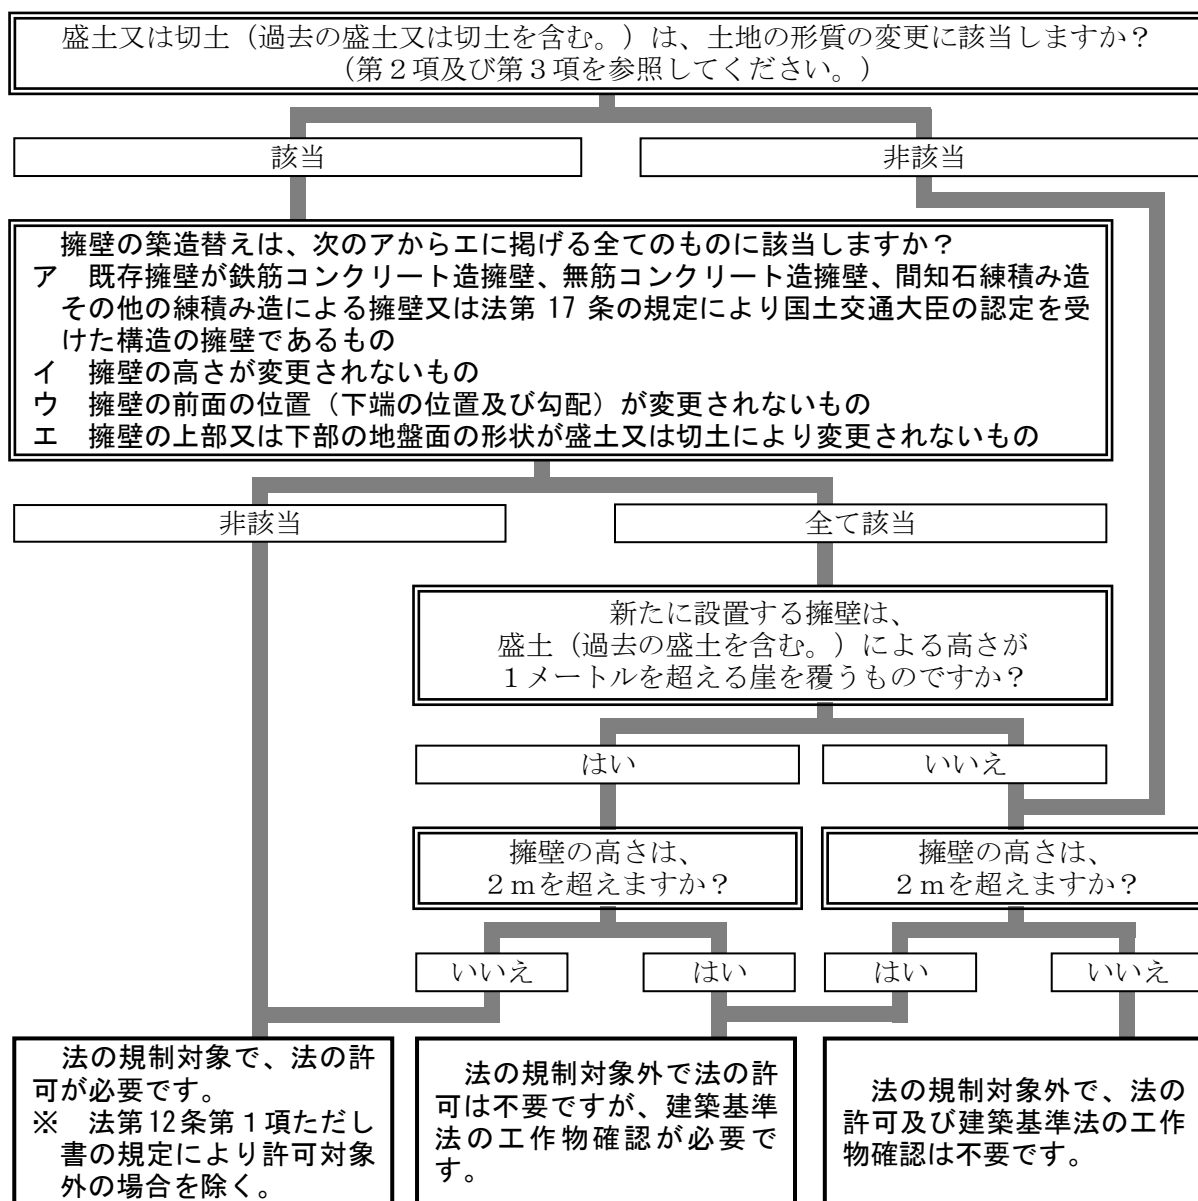 盛土又は切土（過去の盛土又は切土を含む。）は、土地の形質の変更に該当しますか？
（第２項及び第３項を参照してください。）
該当
非該当
擁壁の築造替えは、次のアからエに掲げる全てのものに該当しますか？
ア　既存擁壁が鉄筋コンクリート造擁壁、無筋コンクリート造擁壁、間知石練積み造
その他の練積み造による擁壁又は法第 17 条の規定により国土交通大臣の認定を受
けた構造の擁壁であるもの
イ　擁壁の高さが変更されないもの
ウ　擁壁の前面の位置（下端の位置及び勾配）が変更されないもの
エ　擁壁の上部又は下部の地盤面の形状が盛土又は切土により変更されないもの
非該当
全て該当
新たに設置する擁壁は、
盛土（過去の盛土を含む。）による高さが
１メートルを超える崖を覆うものですか？
はい
いいえ
擁壁の高さは、
２ｍを超えますか？
擁壁の高さは、
２ｍを超えますか？
いいえ
はい
はい
いいえ
法の規制対象で、法の許
可が必要です。
※　法第12条第１項ただし
書の規定により許可対象
外の場合を除く。
法の規制対象外で法の許
可は不要ですが、建築基準
法の工作物確認が必要で
す。
法の規制対象外で、法の
許可及び建築基準法の工作
物確認は不要です。